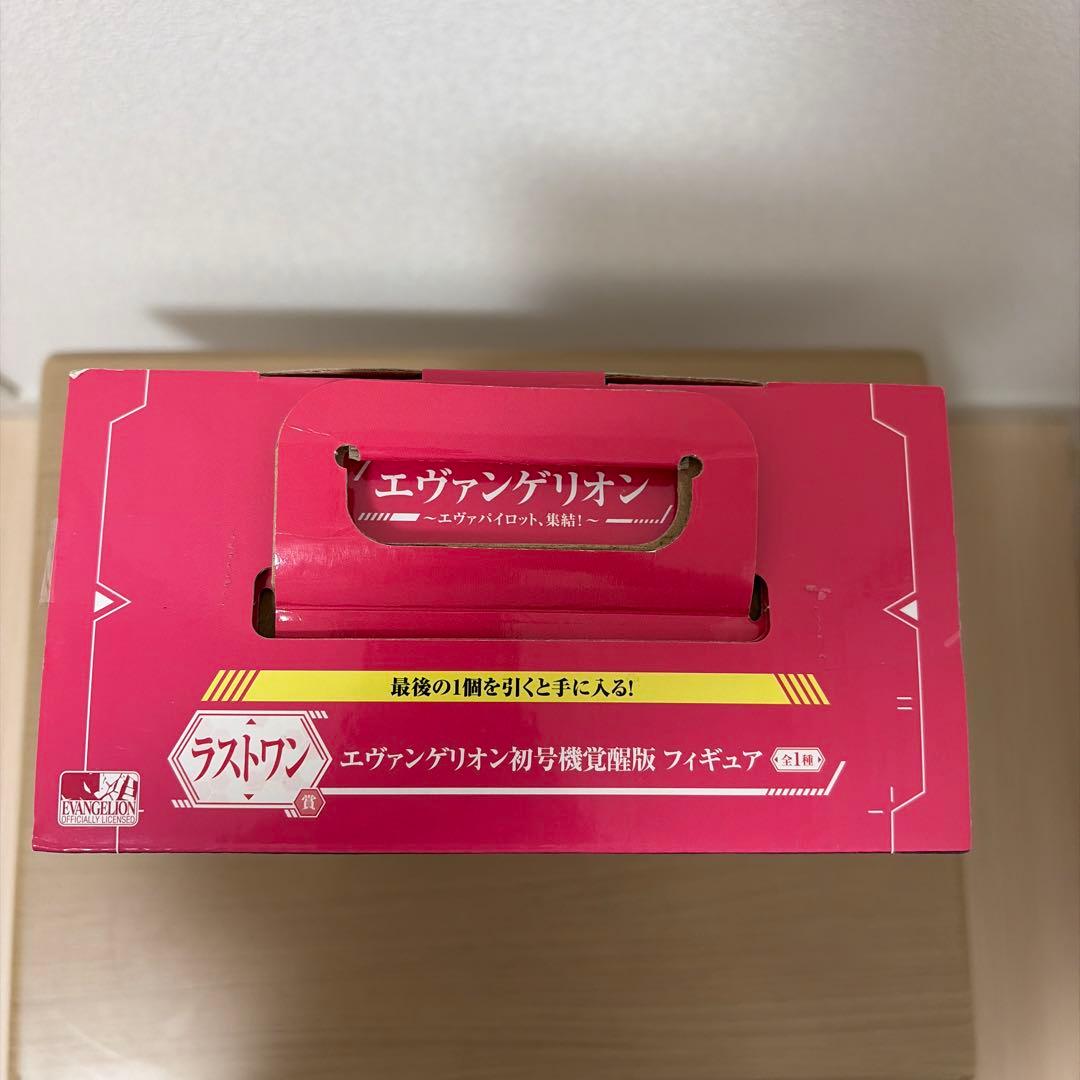 エヴァンゲリオン
～エヴァパイロット、集結!～
最後の1個を引くと手に入る!
ラストワン
賞
エヴァンゲリオン初号機覚醒版 フィギュア
全1種
EVANGELION
OFFICIALLY LICENSED